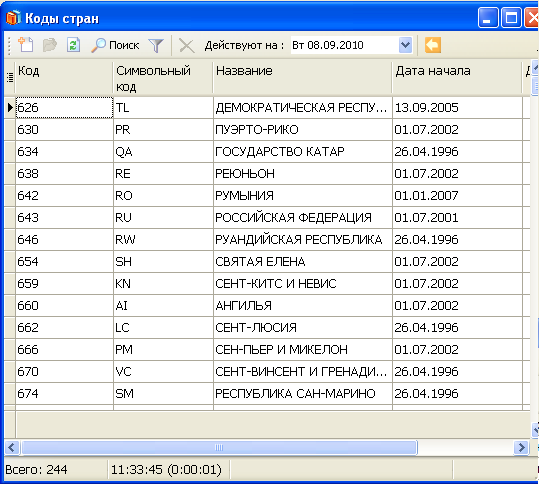 Коды стран
Поиск Действуют на : Вт 08.09.2010
Код Символьный код Название Дата начала Д
626 TL ДЕМОКРАТИЧЕСКАЯ РЕСПУ... 13.09.2005
630 PR ПУЭРТО-РИКО 01.07.2002
634 QA ГОСУДАРСТВО КАТАР 26.04.1996
638 RE РЕЮНЬОН 01.07.2002
642 RO РУМЫНИЯ 01.01.2007
643 RU РОССИЙСКАЯ ФЕДЕРАЦИЯ 01.07.2001
646 RW РУАНДИЙСКАЯ РЕСПУБЛИКА 26.04.1996
654 SH СВЯТАЯ ЕЛЕНА 01.07.2002
659 KN СЕНТ-КИТС И НЕВИС 01.07.2002
660 AI АНГИЛЬЯ 01.07.2002
662 LC СЕНТ-ЛЮСИЯ 26.04.1996
666 PM СЕН-ПЬЕР И МИКЕЛОН 01.07.2002
670 VC СЕНТ-ВИНСЕНТ И ГРЕНАДИ... 26.04.1996
674 SM РЕСПУБЛИКА САН-МАРИНО 26.04.1996
Всего: 244 11:33:45 (0:00:01)